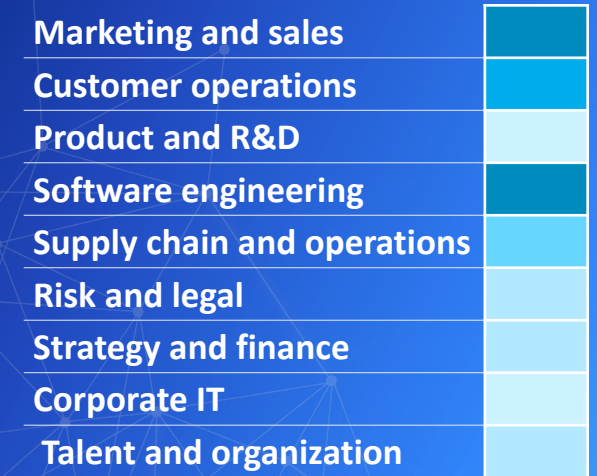 Marketing and sales
Customer operations
Product and R&D
Software engineering
Supply chain and operations
Risk and legal
Strategy and finance
Corporate IT
Talent and organization